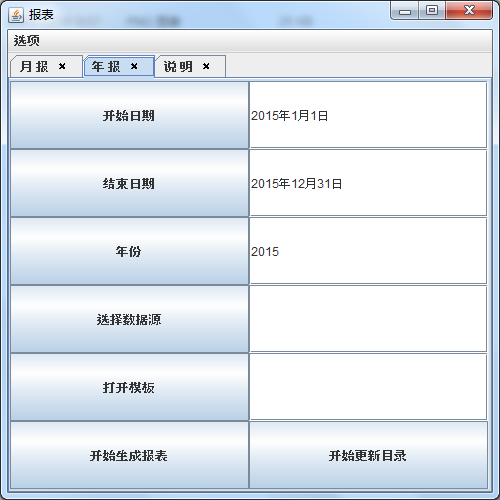 报表
选项
月报 × 年报 × 说明 ×
开始日期 2015年1月1日
结束日期 2015年12月31日
年份 2015
选择数据源
打开模板
开始生成报表 开始更新目录